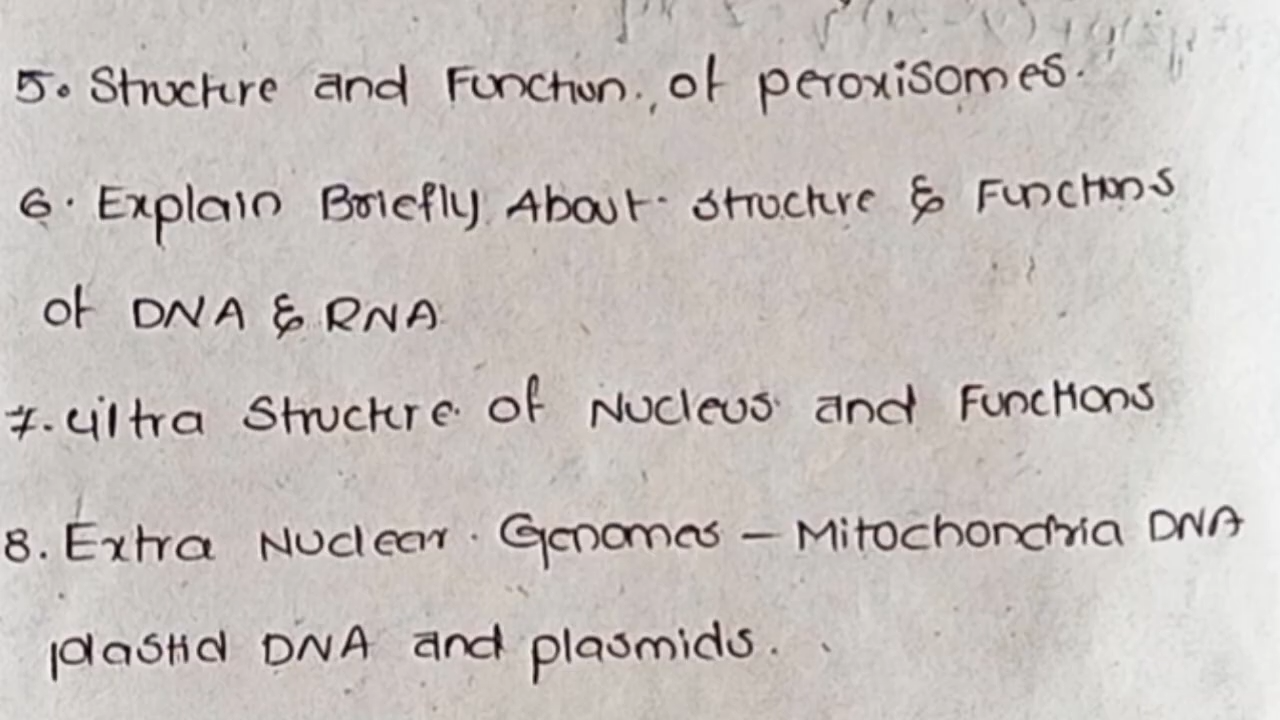 5. Structure and Function, of peroxisomes.
6. Explain Briefly About structure & Functions
of DNA & RNA
7. Ultra Structure of Nucleus and Functions
8. Extra Nuclear Genomes - Mitochondria DNA
plastid DNA and plasmids.